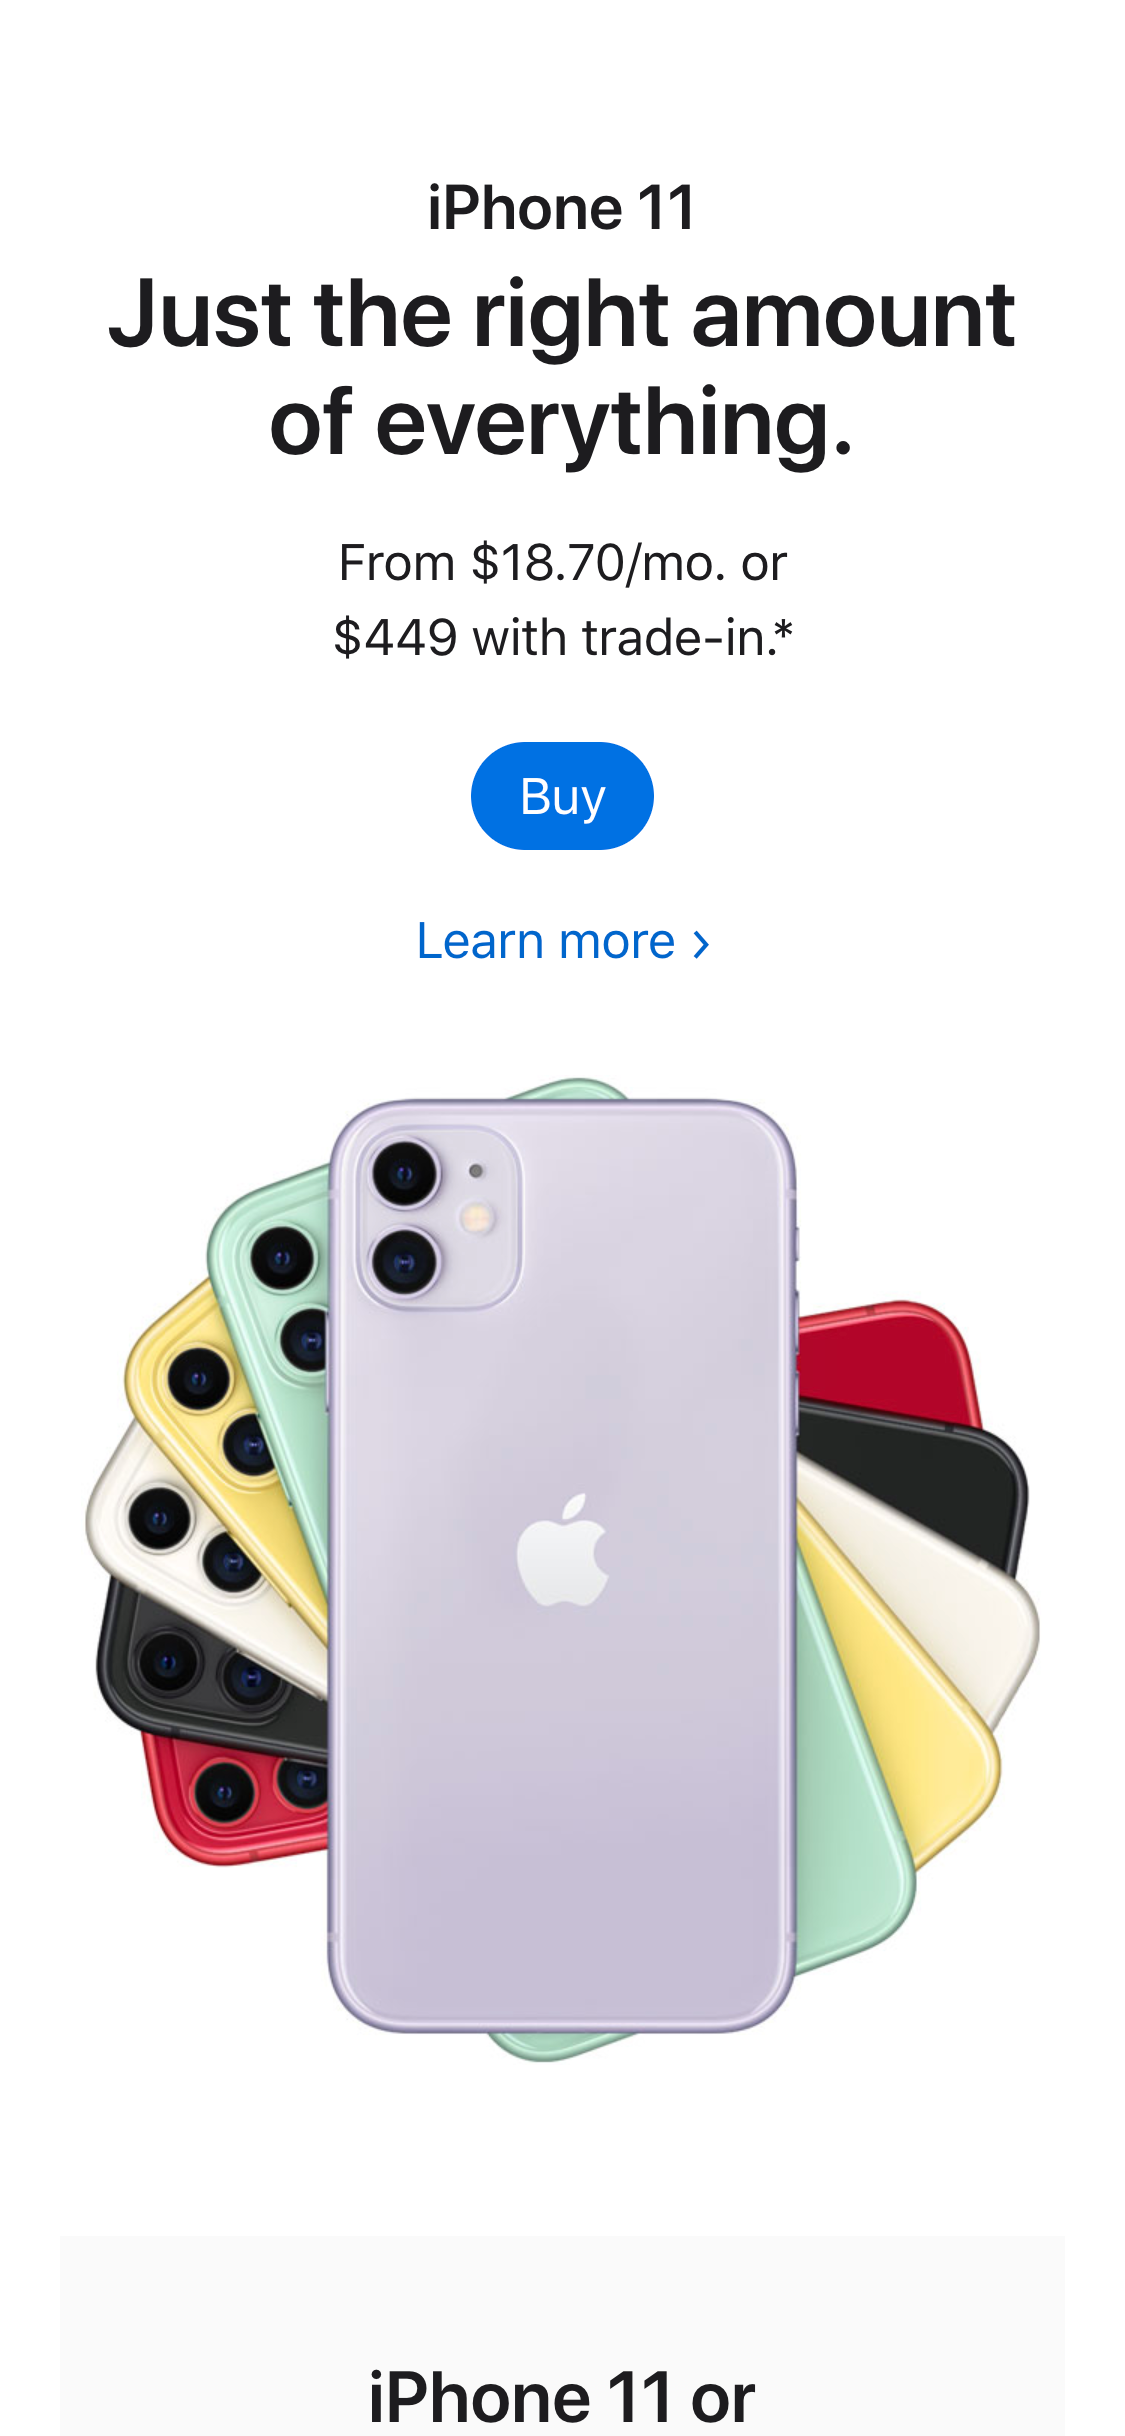 iPhone 11
Just the right amount
of everything.
From $18.70/mo. or
$449 with trade-in.*
Buy
Learn more ›
iPhone 11 or